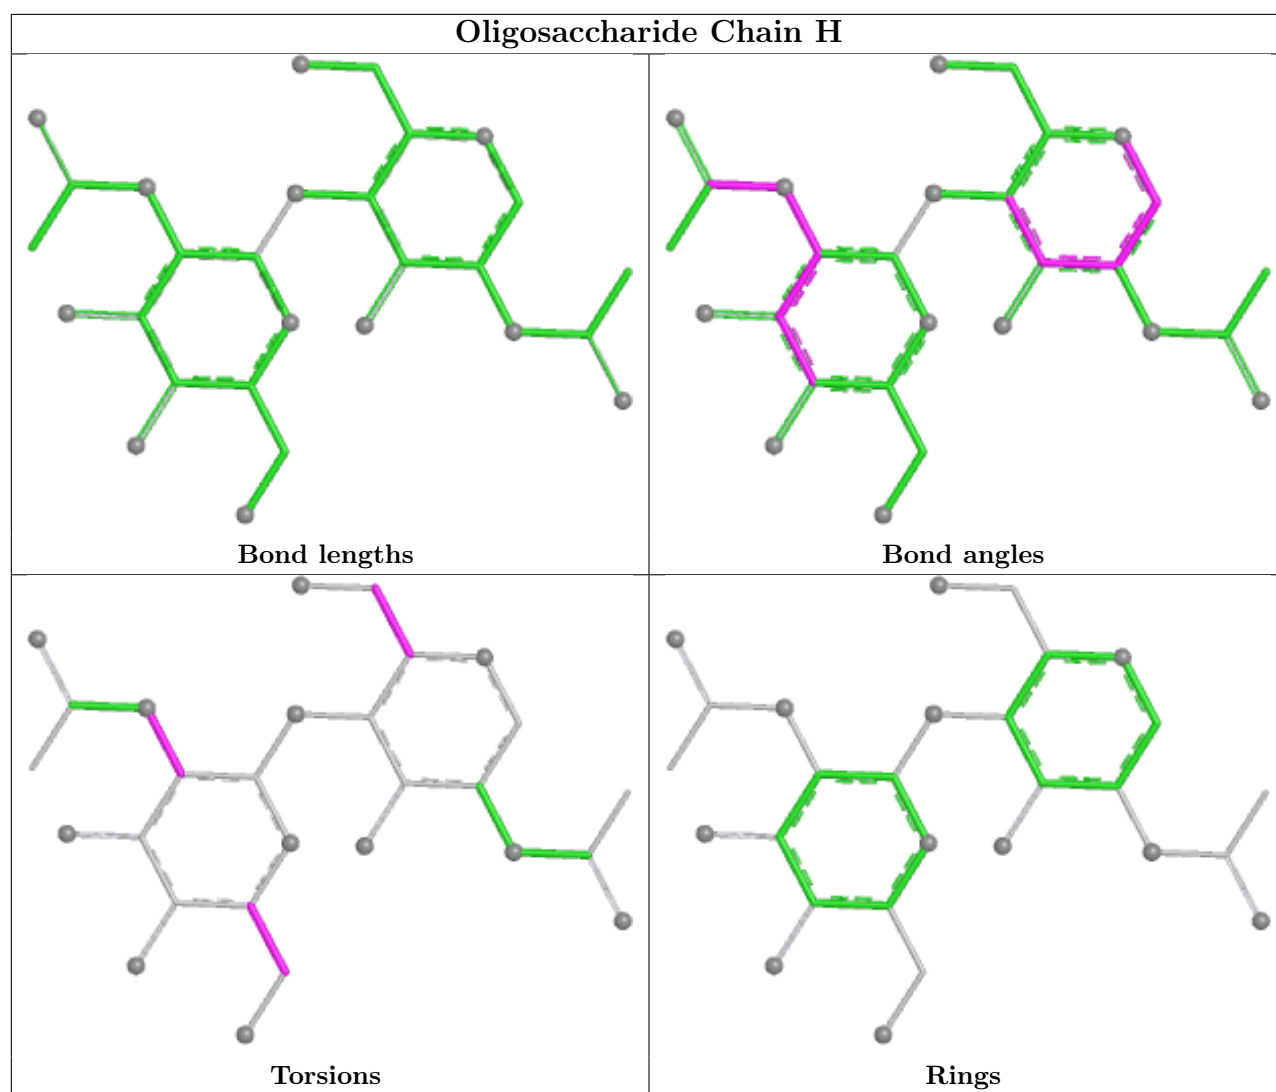 Oligosaccharide Chain H
Bond lengths
Bond angles
Torsions
Rings